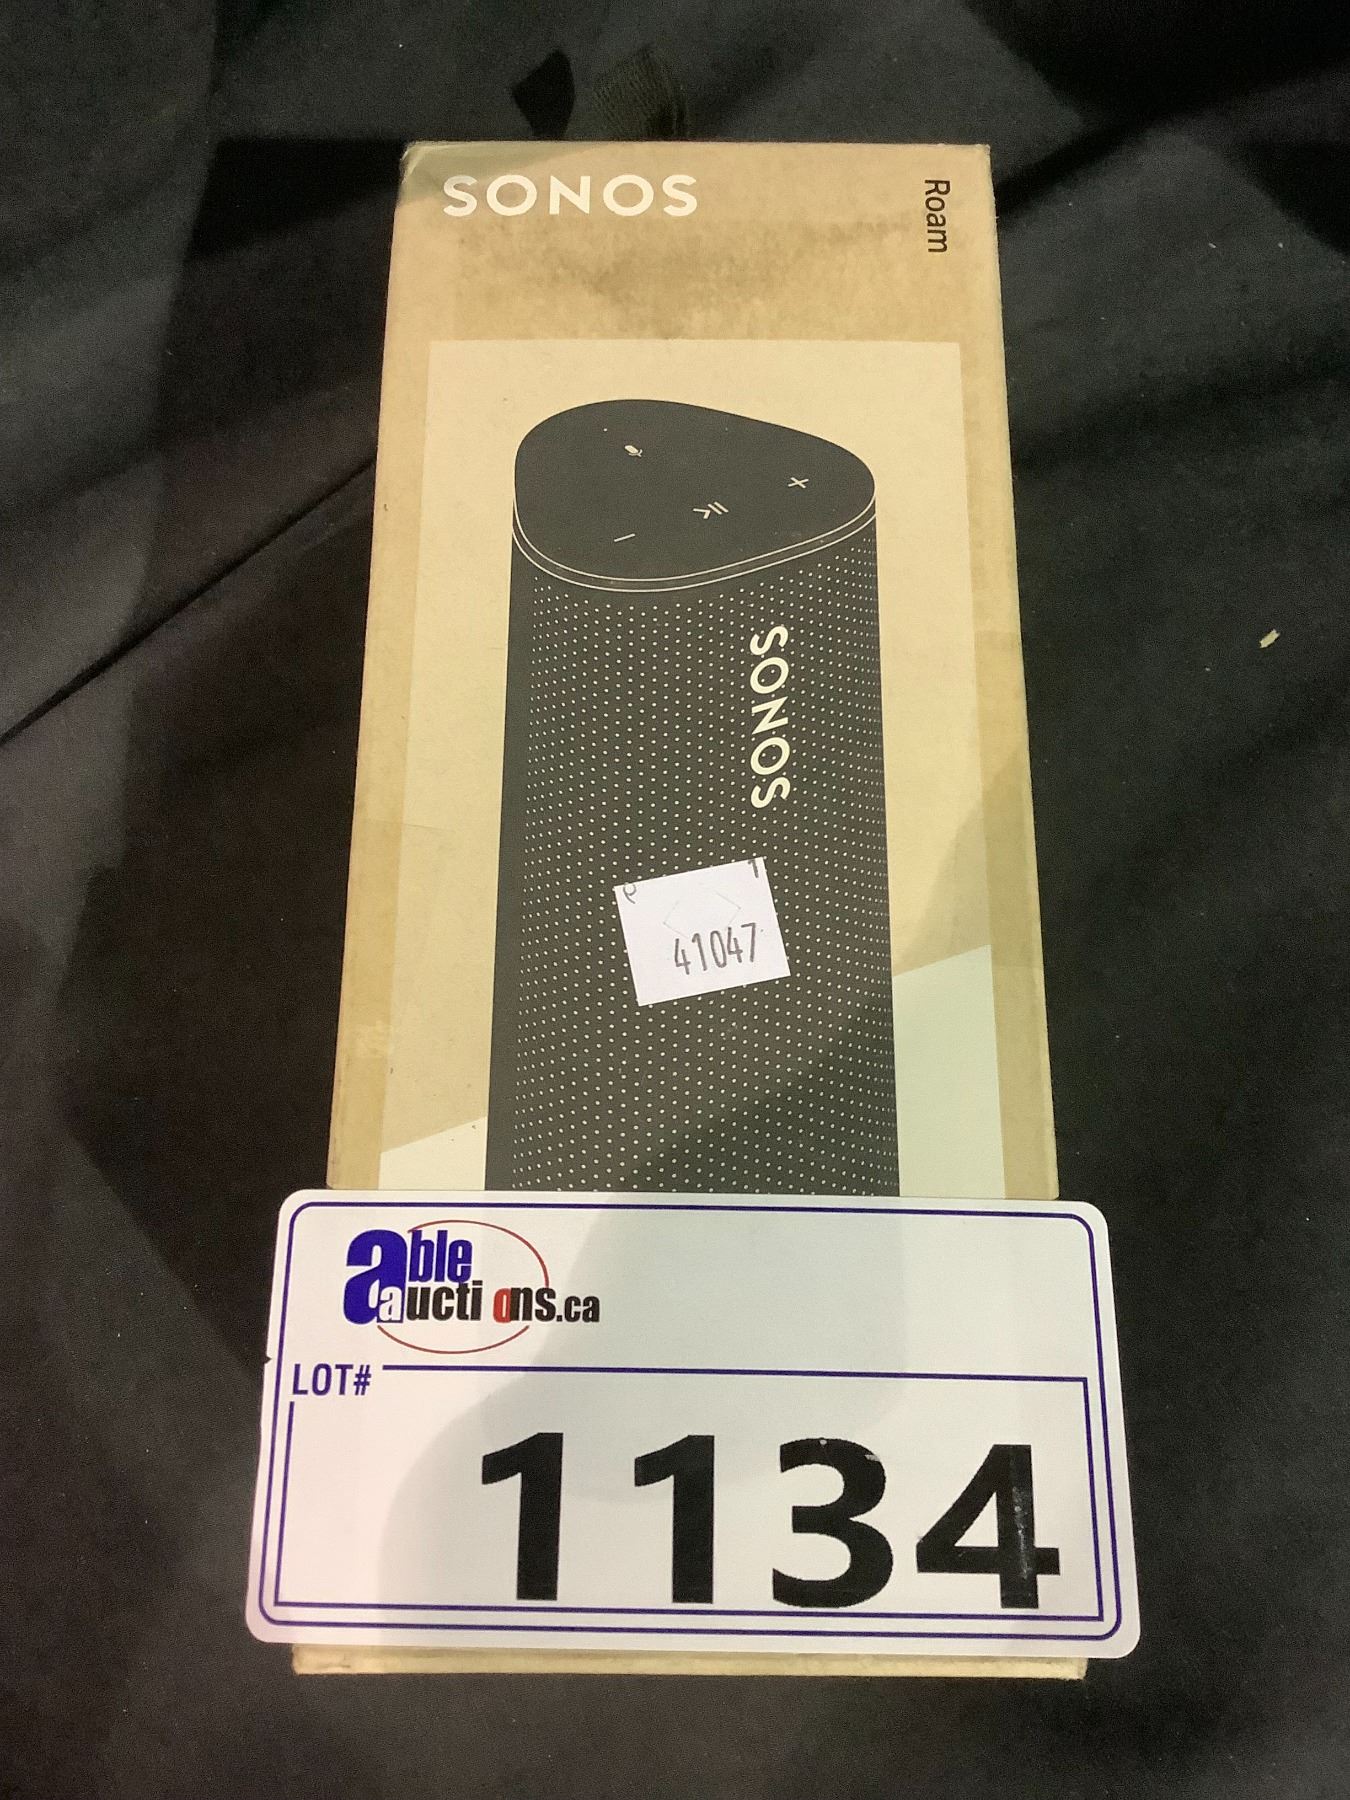 SONOS
Roam
SONOS
41047
able
auctions.ca
LOT#
1134